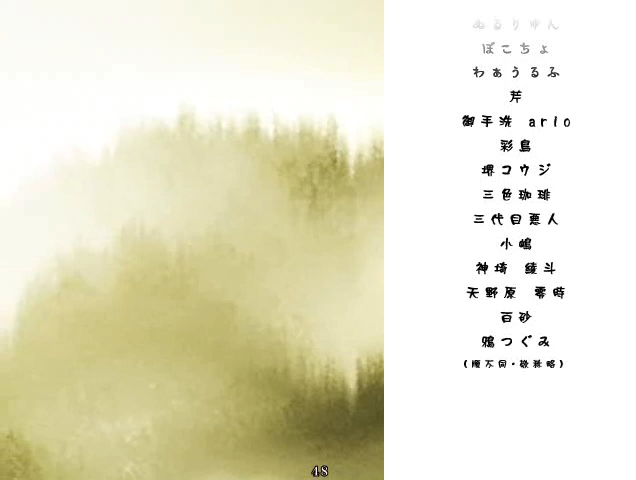 ぬるりゅん
ぽこちょ
わぁうるふ
芹
御手洗 ario
彩鳥
堺コウジ
三色珈琲
三代目悪人
小嶋
神埼 綾斗
天野原 零時
百砂
鴉つぐみ
(順不同・敬称略)
48